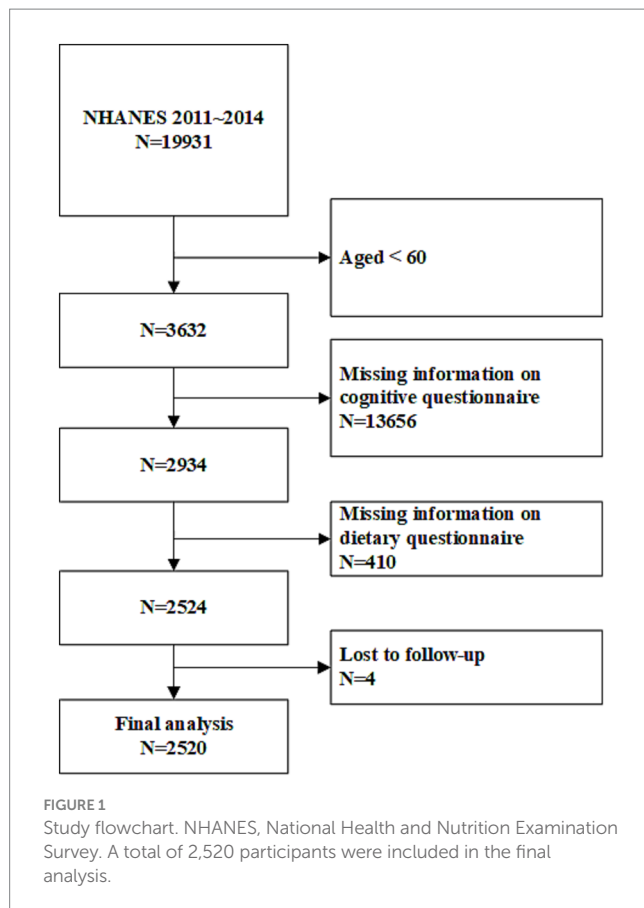 NHANES 2011~2014
N=19931
Aged < 60
N=3632
Missing information on
cognitive questionnaire
N=13656
N=2934
Missing information on
dietary questionnaire
N=410
N=2524
Lost to follow-up
N=4
Final analysis
N=2520
FIGURE 1
Study flowchart. NHANES, National Health and Nutrition Examination
Survey. A total of 2,520 participants were included in the final
analysis.